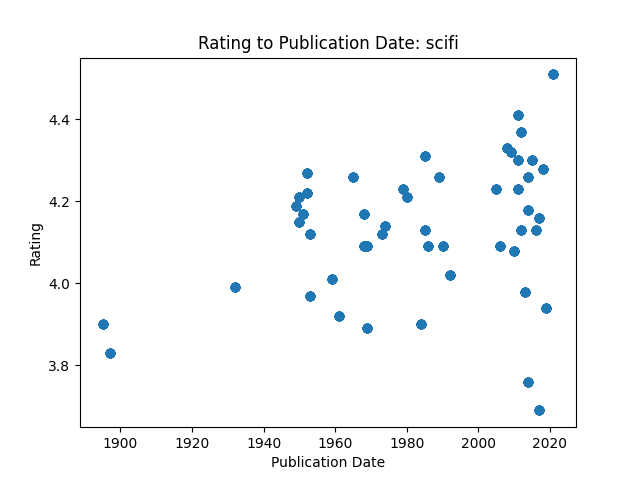 Rating to Publication Date: scifi
4.4
4.2
4.0
3.8
Rating
1900 1920 1940 1960 1980 2000 2020
Publication Date